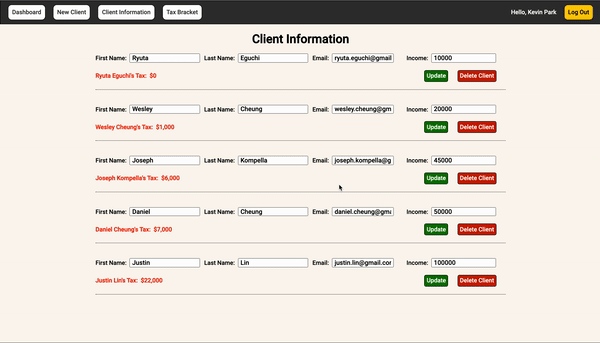 Dashboard New Client Client Information Tax Bracket Hello, Kevin Park Log Out
Client Information
First Name: Ryuta Last Name: Eguchi Email: ryuta.eguchi@gmail Income: 10000
Ryuta Eguchi's Tax: $0 Update Delete Client
First Name: Wesley Last Name: Cheung Email: wesley.cheung@gm Income: 20000
Wesley Cheung's Tax: $1,000 Update Delete Client
First Name: Joseph Last Name: Kompella Email: joseph.kompella@g Income: 45000
Joseph Kompella's Tax: $6,000 Update Delete Client
First Name: Daniel Last Name: Cheung Email: daniel.cheung@gm Income: 50000
Daniel Cheung's Tax: $7,000 Update Delete Client
First Name: Justin Last Name: Lin Email: justin.lin@gmail.cor Income: 100000
Justin Lin's Tax: $22,000 Update Delete Client